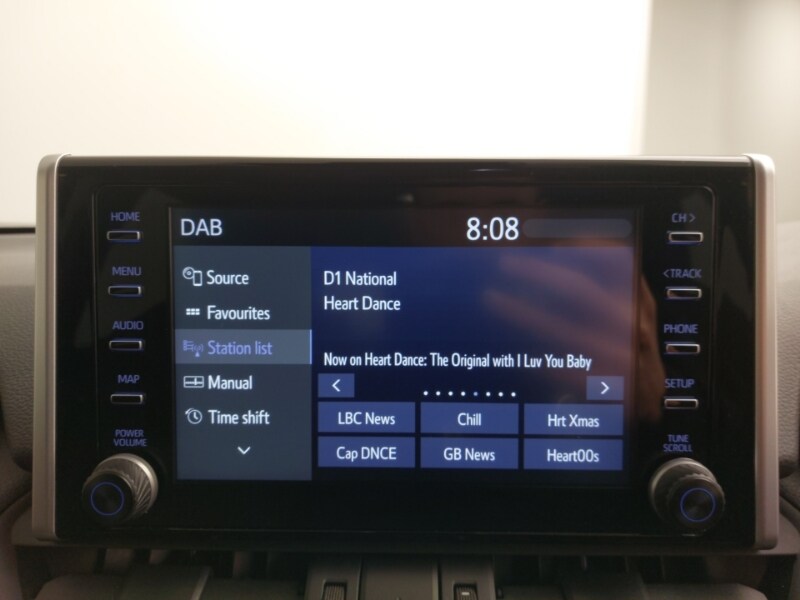 HOME
MENU
AUDIO
MAP
POWER
VOLUME
DAB
8:08
Source
Favourites
Station list
Manual
Time shift
D1 National
Heart Dance
Now on Heart Dance: The Original with I Luv You Baby
<
>
LBC News
Chill
Hrt Xmas
Cap DNCE
GB News
Heart00s
CH >
<TRACK
PHONE
SETUP
TUNE
SCROLL